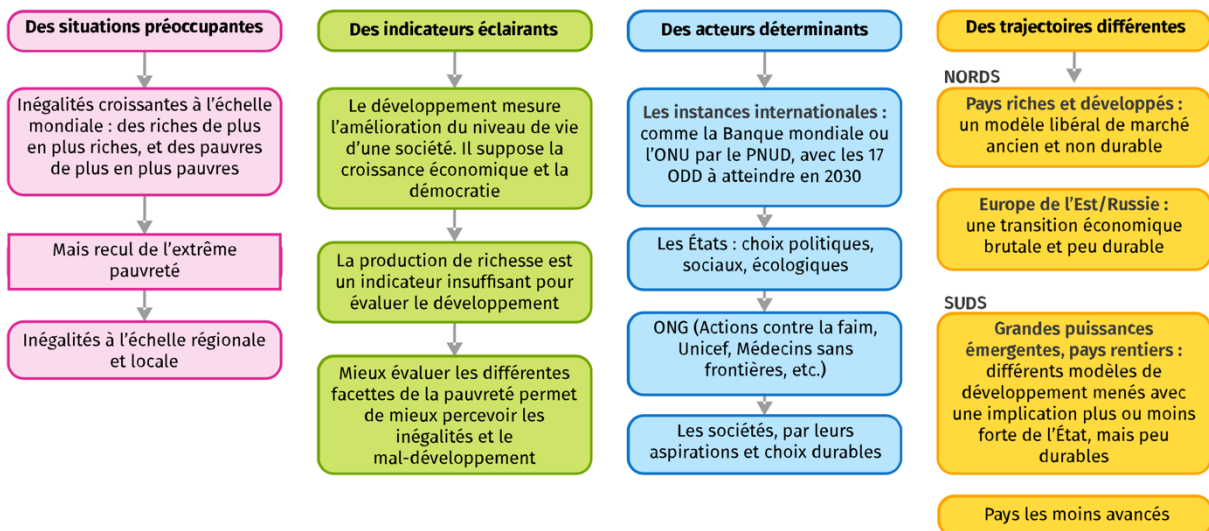 Des situations préoccupantes
Inégalités croissantes à l’échelle
mondiale : des riches de plus
en plus riches, et des pauvres
de plus en plus pauvres
Mais recul de l’extrême
pauvreté
Inégalités à l’échelle régionale
et locale
Des indicateurs éclairants
Le développement mesure
l’amélioration du niveau de vie
d’une société. Il suppose la
croissance économique et la
démocratie
La production de richesse est
un indicateur insuffisant pour
évaluer le développement
Mieux évaluer les différentes
facettes de la pauvreté permet
de mieux percevoir les
inégalités et le
mal-développement
Des acteurs déterminants
Les instances internationales :
comme la Banque mondiale ou
l’ONU par le PNUD, avec les 17
ODD à atteindre en 2030
Les États : choix politiques,
sociaux, écologiques
ONG (Actions contre la faim,
Unicef, Médecins sans
frontières, etc.)
Les sociétés, par leurs
aspirations et choix durables
Des trajectoires différentes
NORDS
Pays riches et développés :
un modèle libéral de marché
ancien et non durable
Europe de l’Est/Russie :
une transition économique
brutale et peu durable
SUDS
Grandes puissances
émergentes, pays rentiers :
différents modèles de
développement menés avec
une implication plus ou moins
forte de l’État, mais peu
durables
Pays les moins avancés